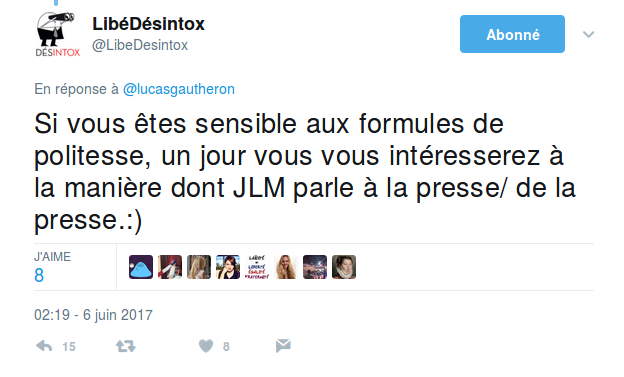 LibéDésintox
@LibeDesintox
DÉSINTOX
Abonné
En réponse à @lucasgautheron
Si vous êtes sensible aux formules de
politesse, un jour vous vous intéresserez à
la manière dont JLM parle à la presse/ de la
presse.:)
J'AIME
8
02:19 - 6 juin 2017
15
8